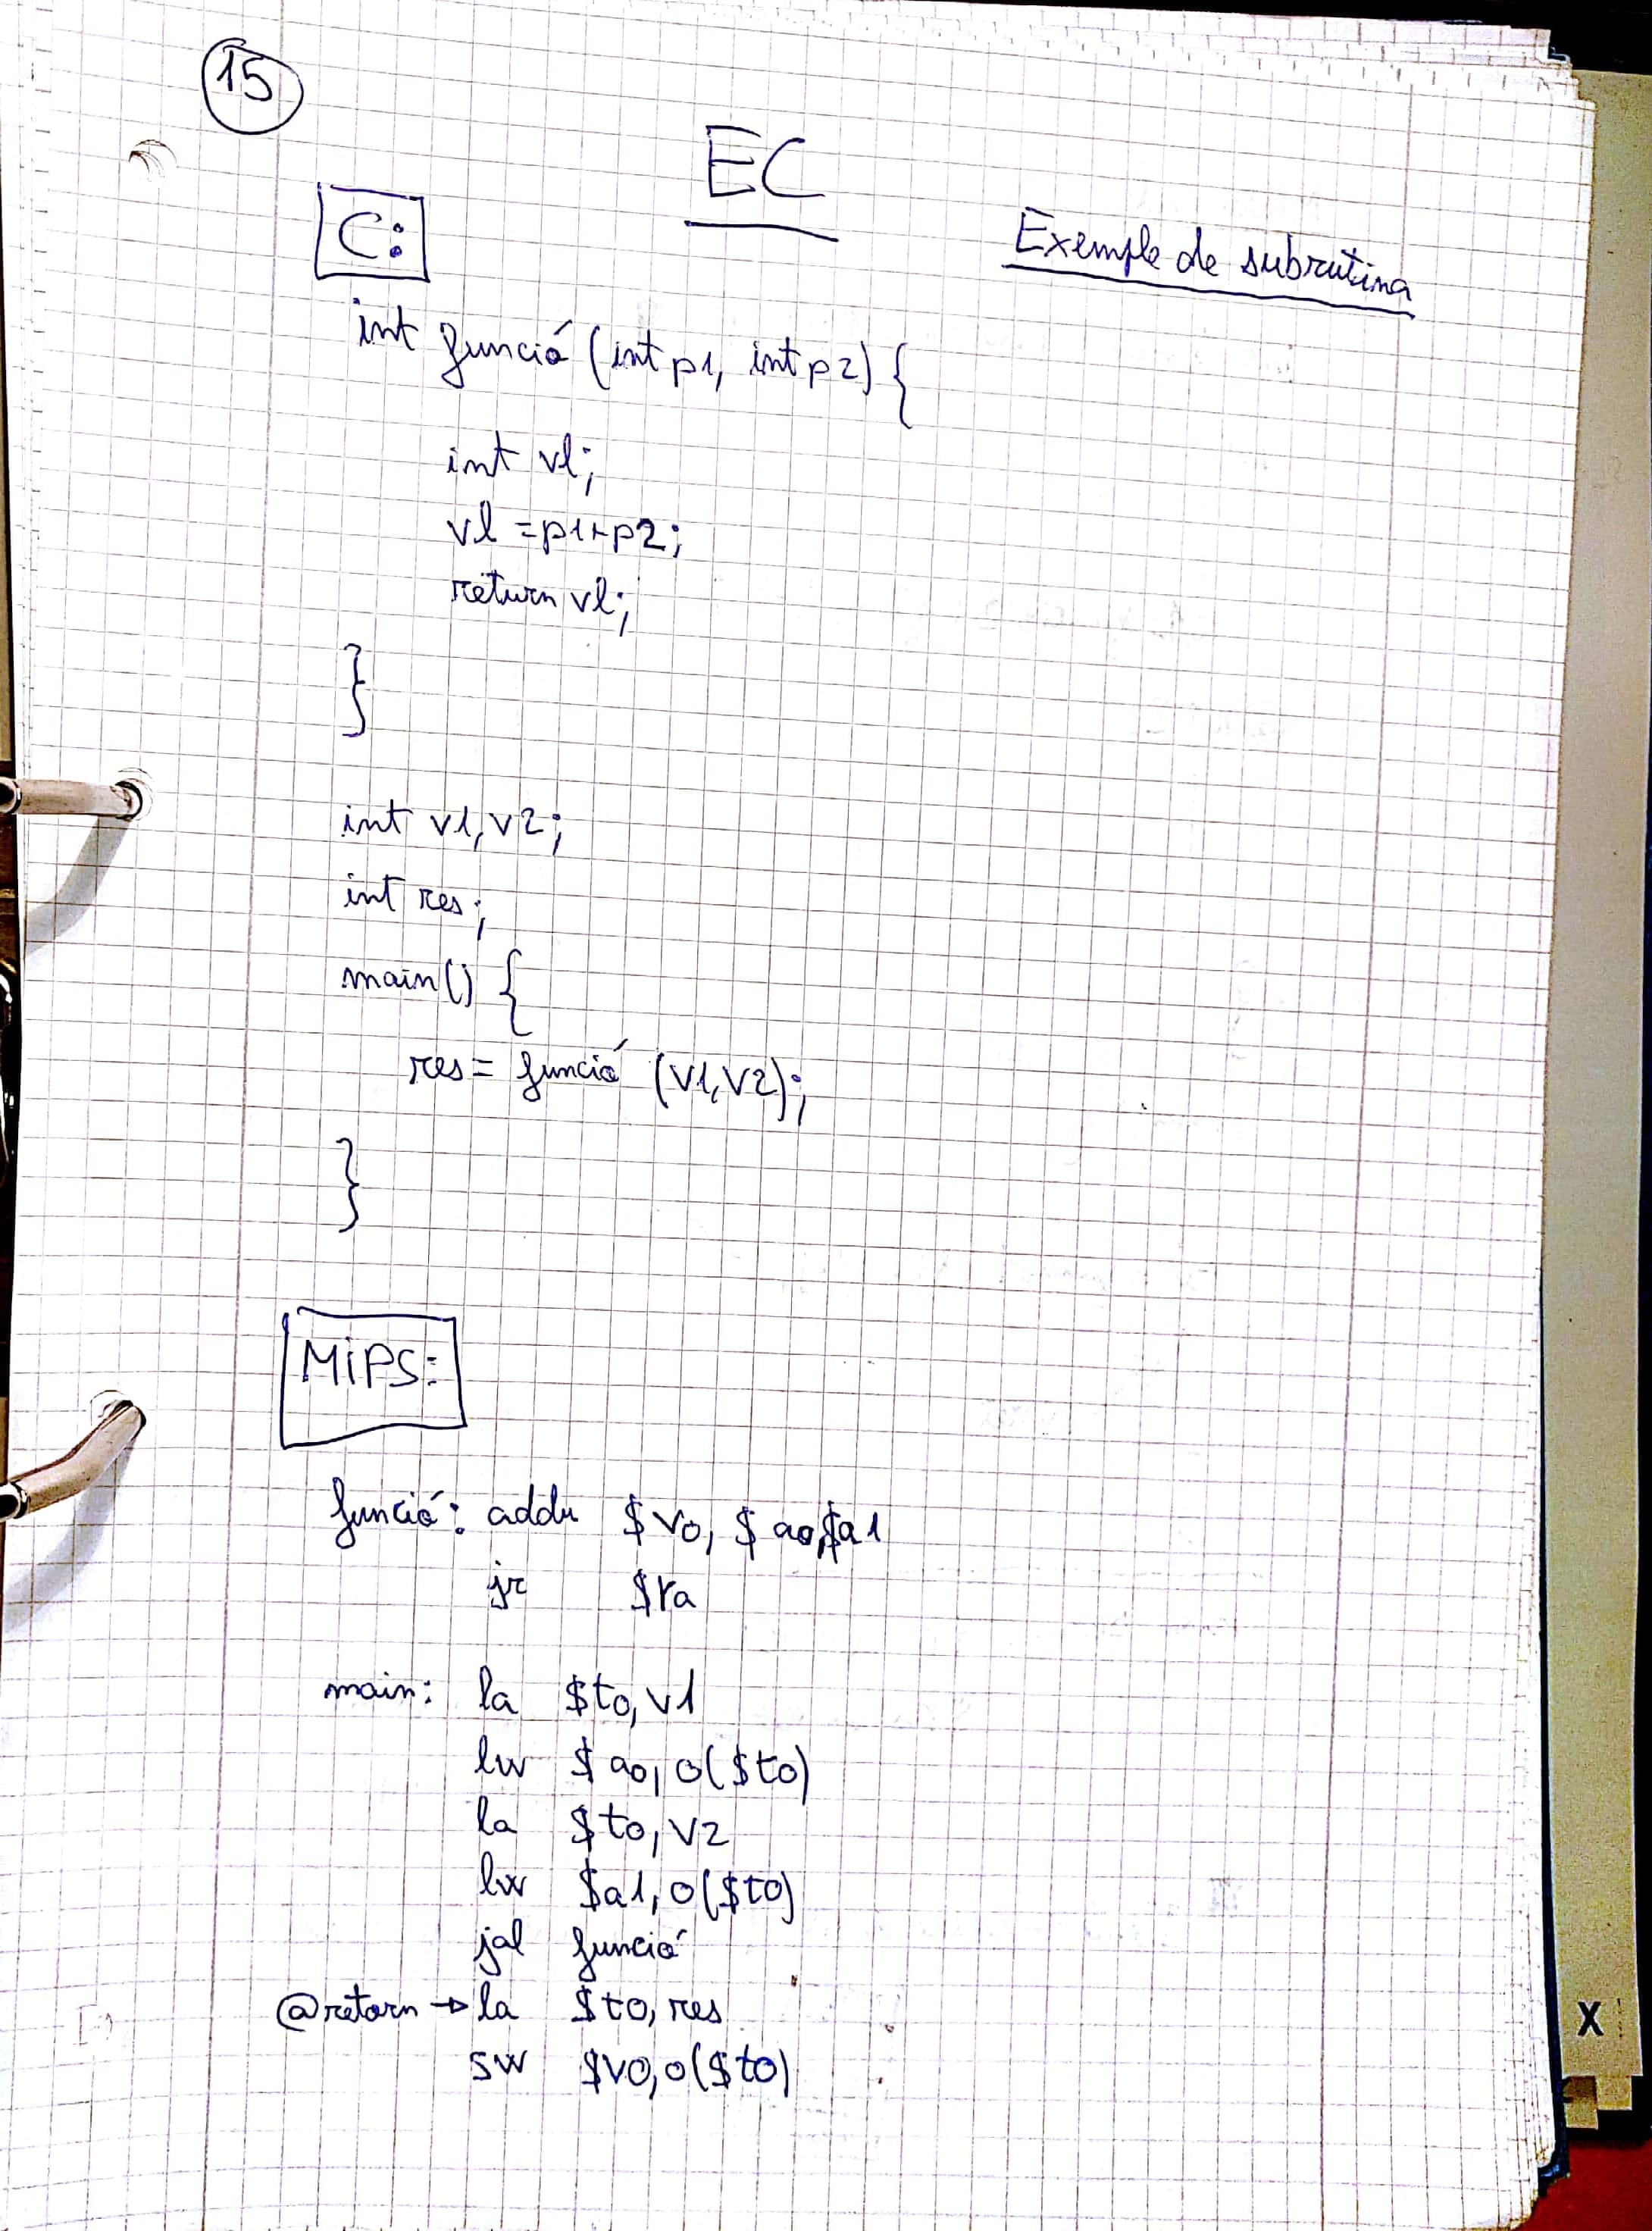 15
EC
C:
Exemple de subrutina
int funció (int p1, int p2) {
int vl;
vl = p1+p2;
return vl;
}
int v1, v2;
int res;
main() {
res = funció (v1, v2);
}
MIPS:
funció: addu $v0, $a0, $a1
jr $ra
main: la $t0, v1
lw $a0, 0($t0)
la $t0, v2
lw $a1, 0($t0)
jal funció
@retorn → la $t0, res
sw $v0, 0($t0)
X